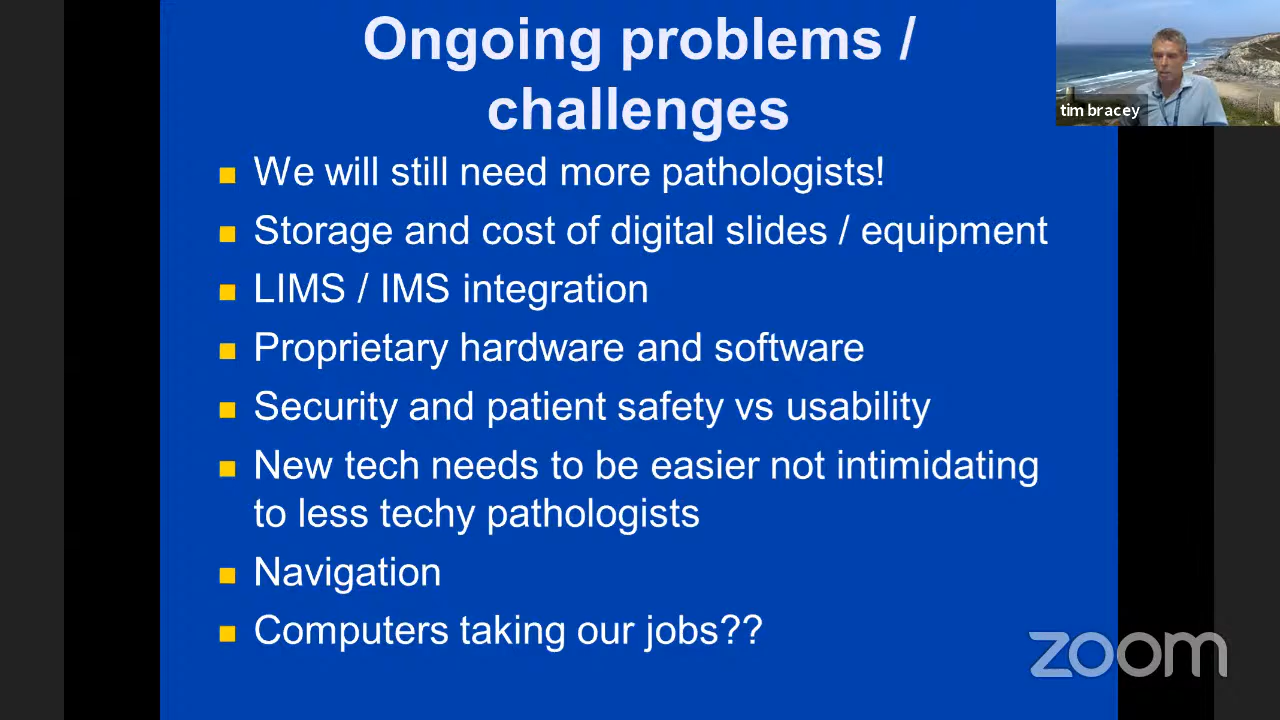 Ongoing problems /
challenges
tim bracey
We will still need more pathologists!
Storage and cost of digital slides / equipment
LIMS / IMS integration
Proprietary hardware and software
Security and patient safety vs usability
New tech needs to be easier not intimidating
to less techy pathologists
Navigation
Computers taking our jobs??
zoom